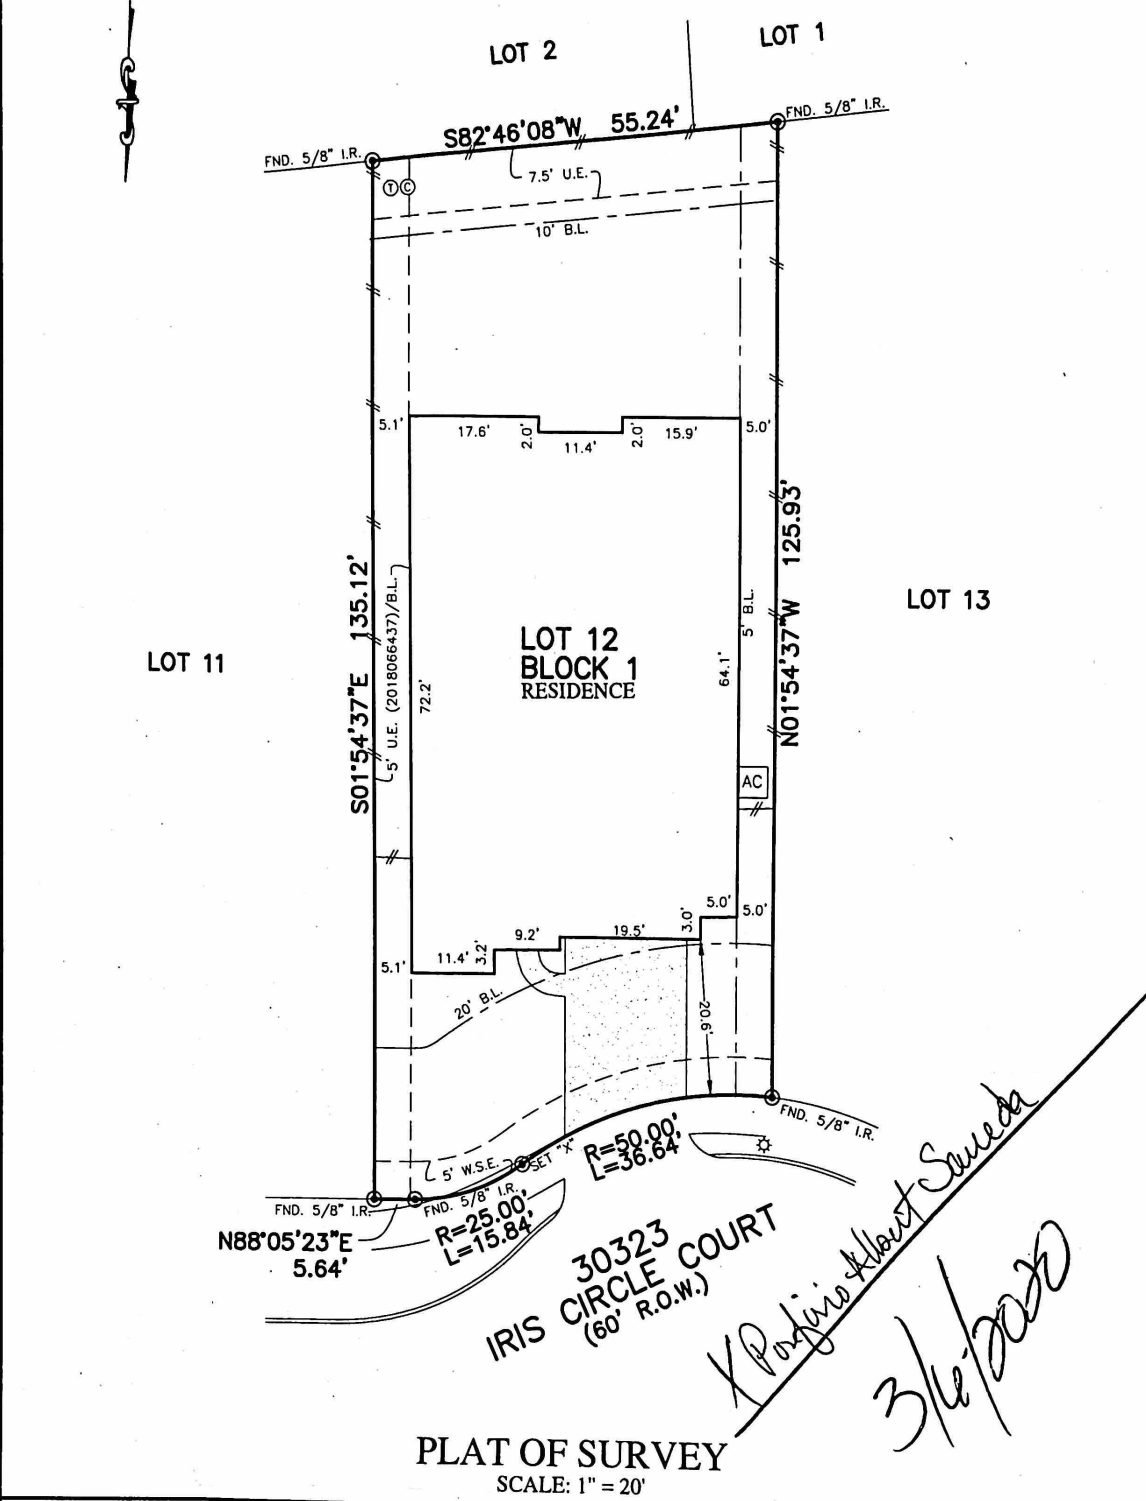 LOT 2
LOT 1
S82°46'08"W 55.24'
FND. 5/8" I.R.
FND. 5/8" I.R.
T C
7.5' U.E.
10' B.L.
5.1'
17.6'
2.0'
11.4'
2.0'
15.9'
5.0'
S01°54'37"E 135.12'
5' U.E. (2018066437)/B.L.
72.2'
LOT 12
BLOCK 1
RESIDENCE
64.1'
5' B.L.
N01°54'37"W 125.93'
LOT 13
LOT 11
AC
5.1'
11.4'
3.2'
9.2'
19.5'
3.0'
5.0'
5.0'
20' B.L.
20.6'
5' W.S.E.
SET "X"
R=50.00'
L=36.64'
FND. 5/8" I.R.
FND. 5/8" I.R.
FND. 5/8" I.R.
N88°05'23"E
5.64'
R=25.00'
L=15.84'
30323
IRIS CIRCLE COURT
(60' R.O.W.)
X
Albert
3/6/2020
PLAT OF SURVEY
SCALE: 1" = 20'